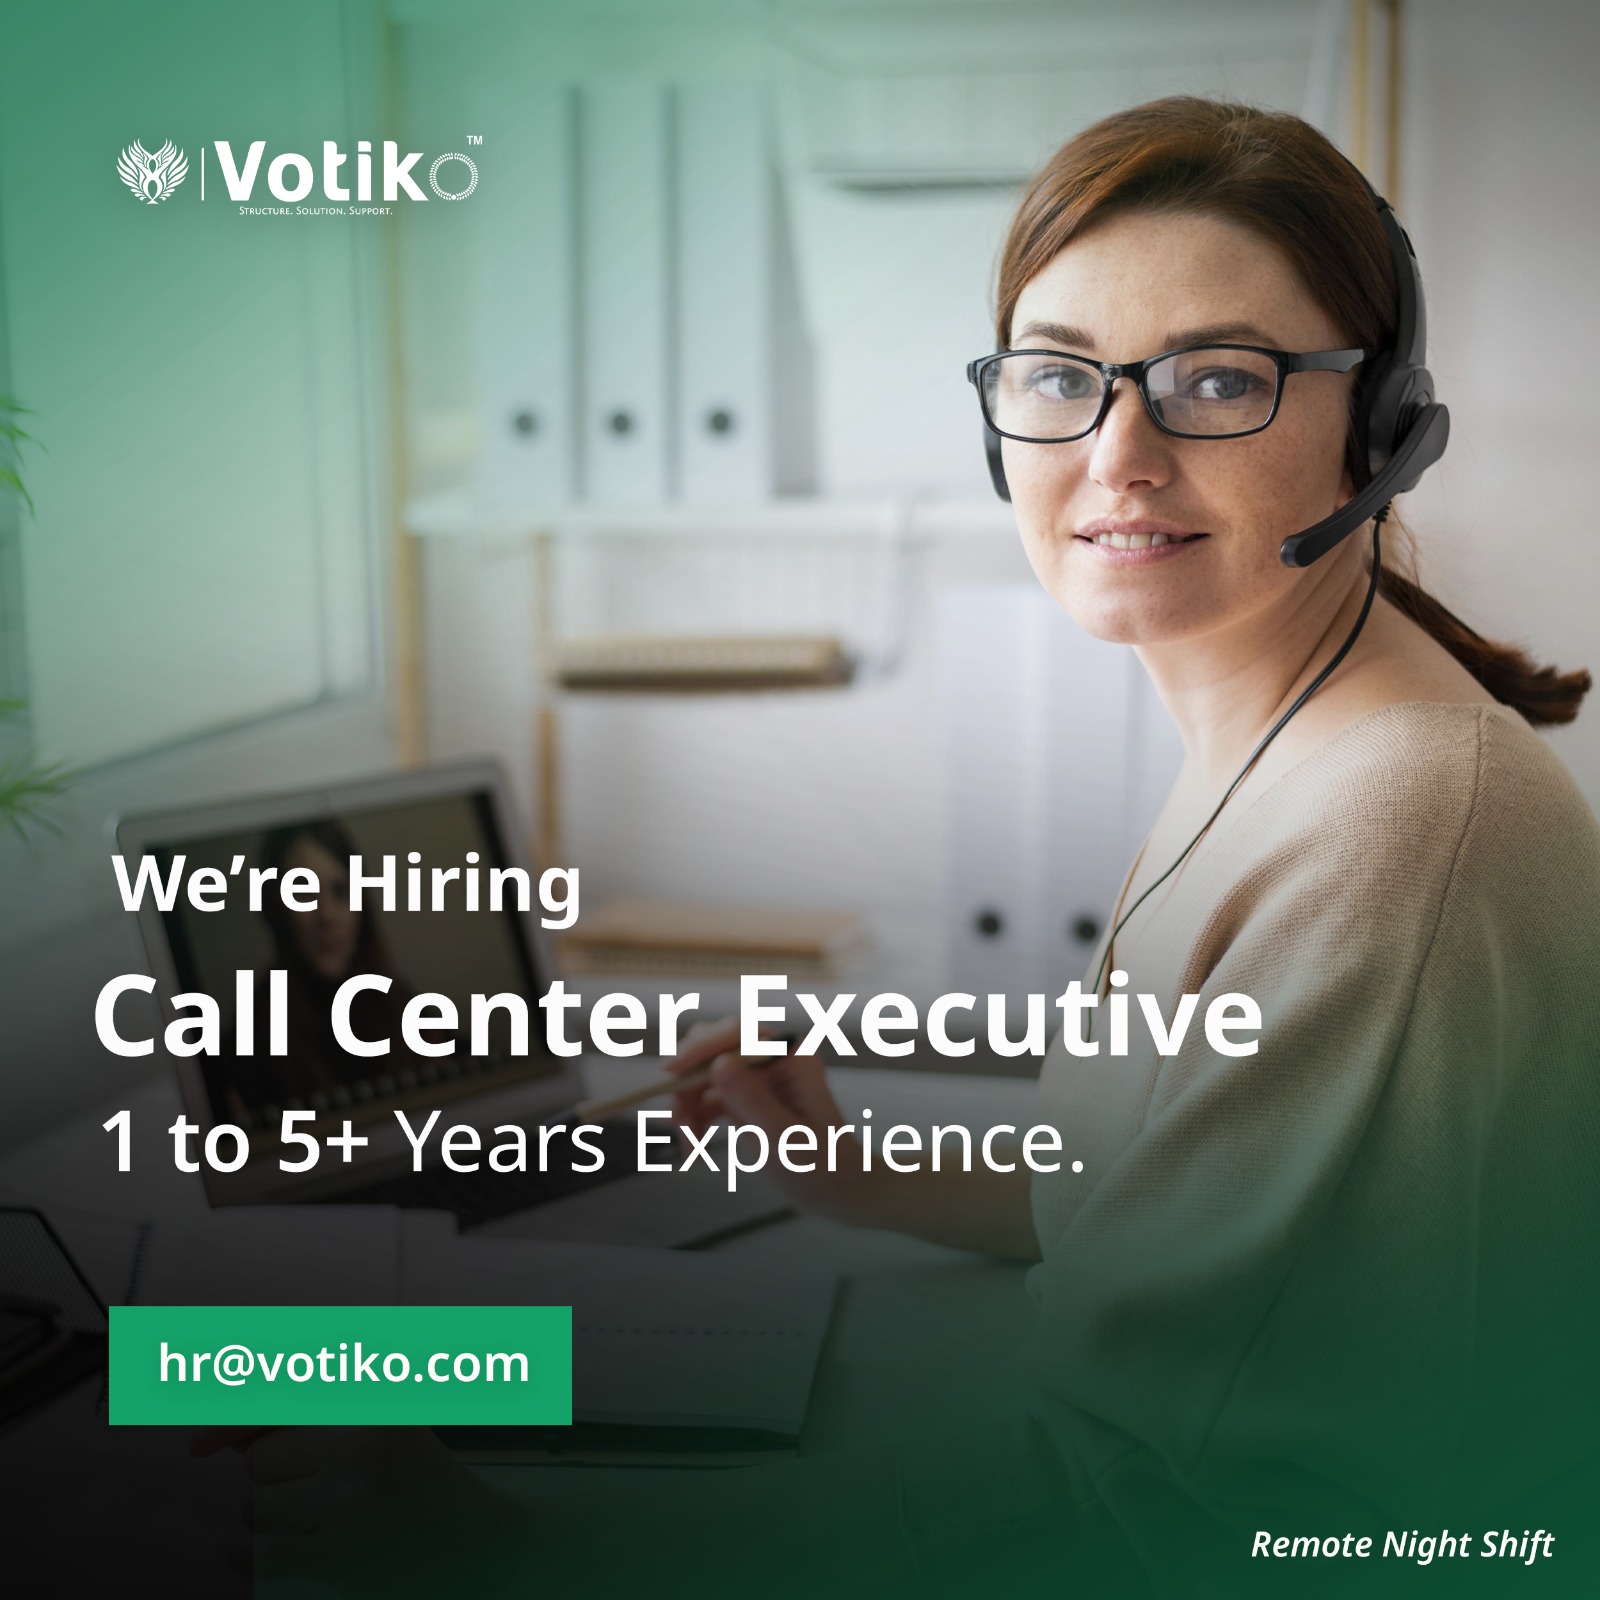 Votiko™
Structure. Solution. Support.
We’re Hiring
Call Center Executive
1 to 5+ Years Experience.
hr@votiko.com
Remote Night Shift